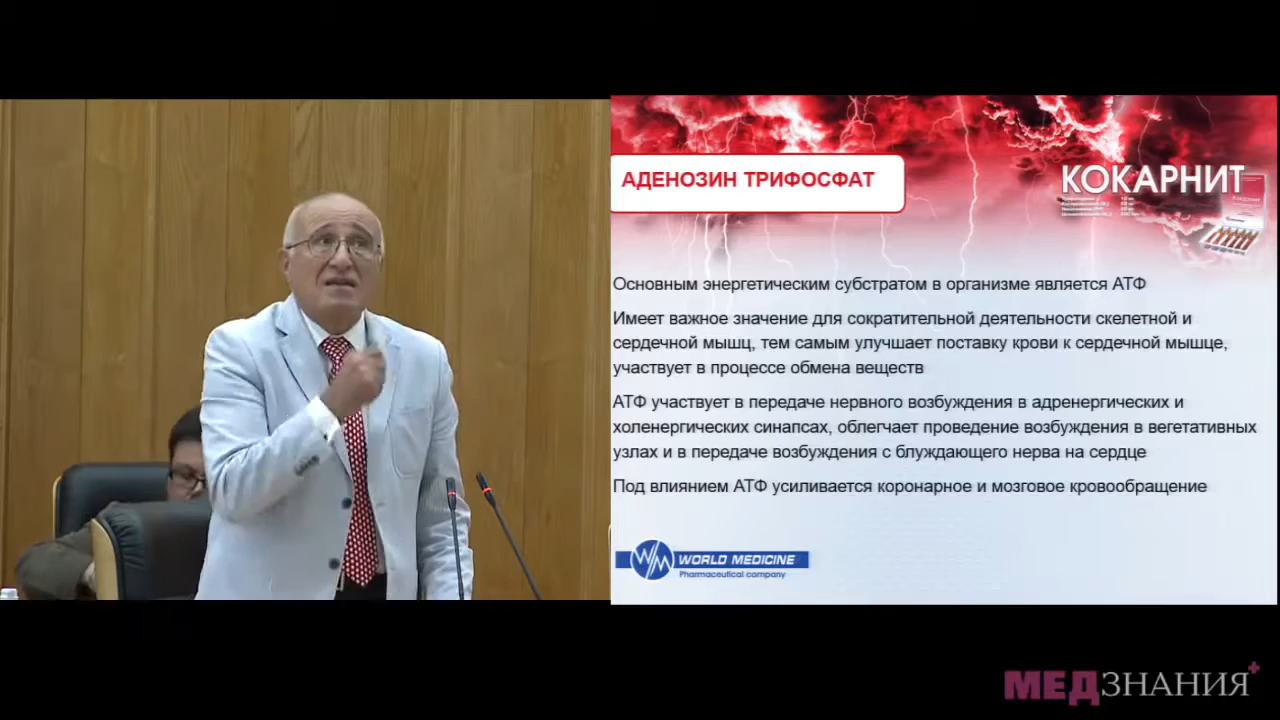 АДЕНОЗИН ТРИФОСФАТ
КОКАРНИТ
Основным энергетическим субстратом в организме является АТФ
Имеет важное значение для сократительной деятельности скелетной и
сердечной мышц, тем самым улучшает поставку крови к сердечной мышце,
участвует в процессе обмена веществ
АТФ участвует в передаче нервного возбуждения в адренергических и
холенергических синапсах, облегчает проведение возбуждения в вегетативных
узлах и в передаче возбуждения с блуждающего нерва на сердце
Под влиянием АТФ усиливается коронарное и мозговое кровообращение
WM WORLD MEDICINE
Pharmaceutical company
МЕДЗНАНИЯ+